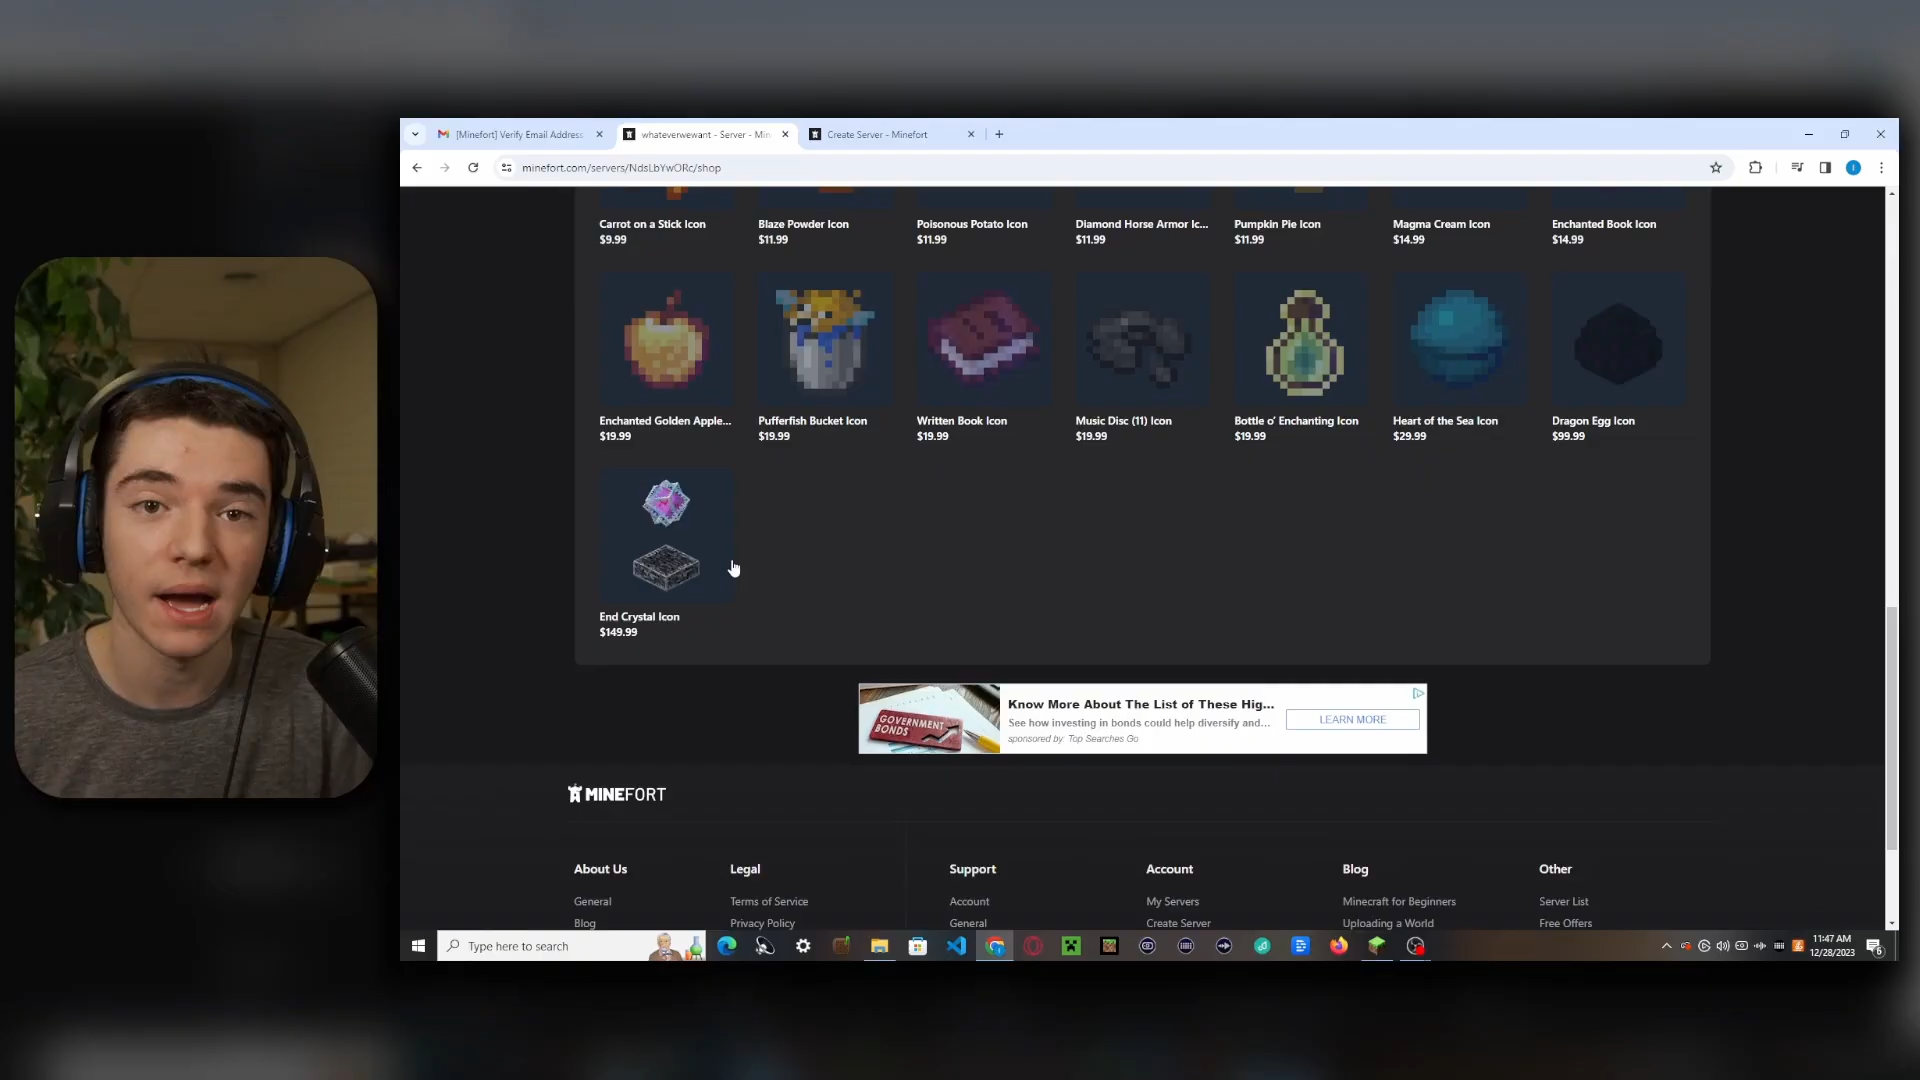 [Minefort] Verify Email Address
whateverwewant - Server - Min
Create Server - Minefort
minefort.com/servers/NdsLbYwORc/shop
Carrot on a Stick Icon
$9.99
Blaze Powder Icon
$11.99
Poisonous Potato Icon
$11.99
Diamond Horse Armor Ic...
$11.99
Pumpkin Pie Icon
$11.99
Magma Cream Icon
$14.99
Enchanted Book Icon
$14.99
Enchanted Golden Apple...
$19.99
Pufferfish Bucket Icon
$19.99
Written Book Icon
$19.99
Music Disc (11) Icon
$19.99
Bottle o' Enchanting Icon
$19.99
Heart of the Sea Icon
$29.99
Dragon Egg Icon
$99.99
End Crystal Icon
$149.99
GOVERNMENT
BONDS
Know More About The List of These Hig...
See how investing in bonds could help diversify and...
sponsored by: Top Searches Go
LEARN MORE
MINEFORT
About Us
General
Blog
Legal
Terms of Service
Privacy Policy
Support
Account
General
Account
My Servers
Create Server
Blog
Minecraft for Beginners
Uploading a World
Other
Server List
Free Offers
Type here to search
11:47 AM
12/28/2023
6